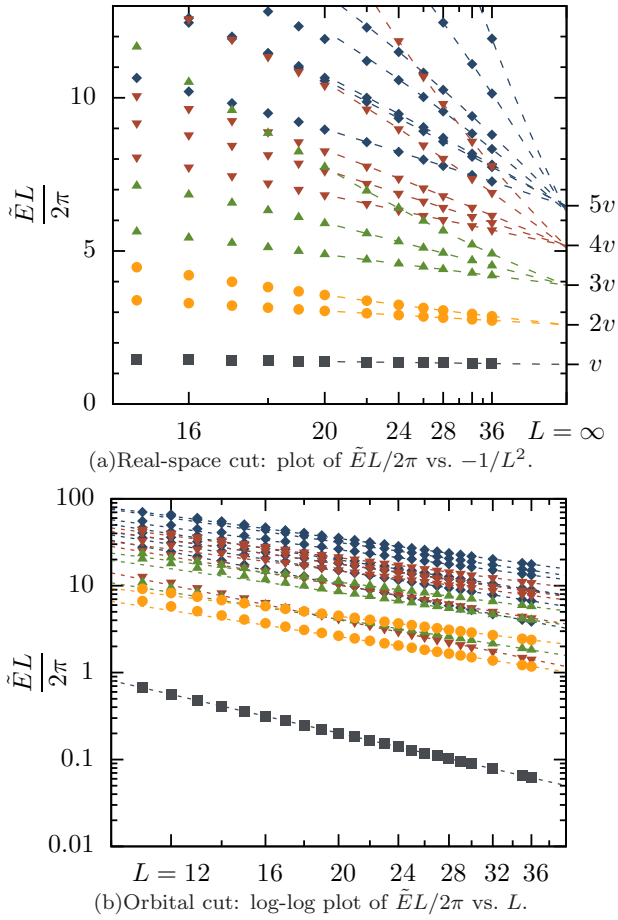 10
5
0
ẼL
2π
5v
4v
3v
2v
v
16
20
24
28
36
L = ∞
(a)Real-space cut: plot of ẼL/2π vs. −1/L².
100
10
1
0.1
0.01
ẼL
2π
L = 12
16
20
24
28
32
36
(b)Orbital cut: log-log plot of ẼL/2π vs. L.